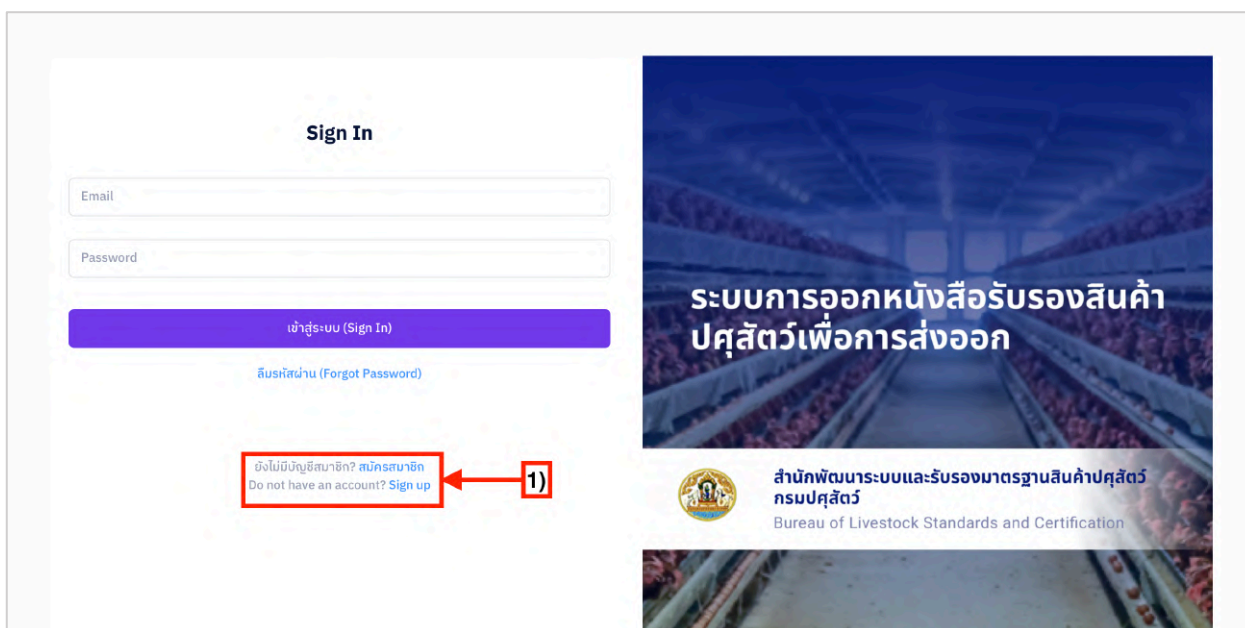 Sign In
Email
Password
เข้าสู่ระบบ (Sign In)
ลืมรหัสผ่าน (Forgot Password)
ยังไม่มีบัญชีสมาชิก? สมัครสมาชิก
Do not have an account? Sign up
1)
ระบบการออกหนังสือรับรองสินค้า
ปศุสัตว์เพื่อการส่งออก
สำนักพัฒนาระบบและรับรองมาตรฐานสินค้าปศุสัตว์
กรมปศุสัตว์
Bureau of Livestock Standards and Certification